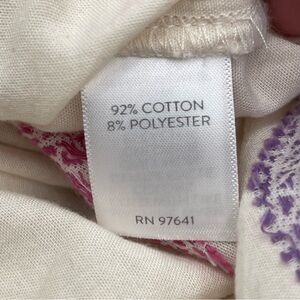 92% COTTON
8% POLYESTER
RN 97641